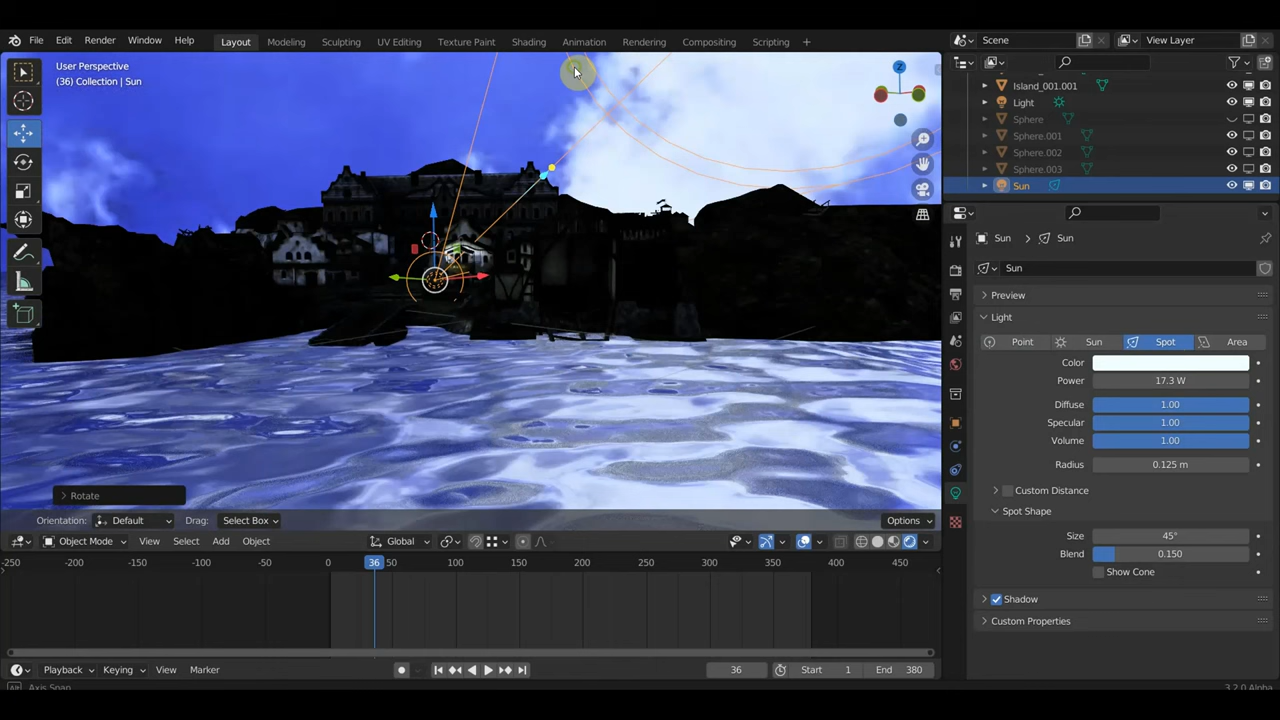 File Edit Render Window Help Layout Modeling Sculpting UV Editing Texture Paint Shading Animation Rendering Compositing Scripting + Scene View Layer
User Perspective
(36) Collection | Sun
Z
Island_001.001
Light
Sphere
Sphere.001
Sphere.002
Sphere.003
Sun
Sun > Sun
Sun
Preview
Light
Point Sun Spot Area
Color
Power 17.3 W
Diffuse 1.00
Specular 1.00
Volume 1.00
Radius 0.125 m
Custom Distance
Spot Shape
Size 45°
Blend 0.150
Show Cone
Shadow
Custom Properties
Rotate
Orientation: Default Drag: Select Box Options
Object Mode View Select Add Object Global
-250 -200 -150 -100 -50 0 36 50 100 150 200 250 300 350 400 450
Playback Keying View Marker 36 Start 1 End 380
Axis Snap 3.2.0 Alpha